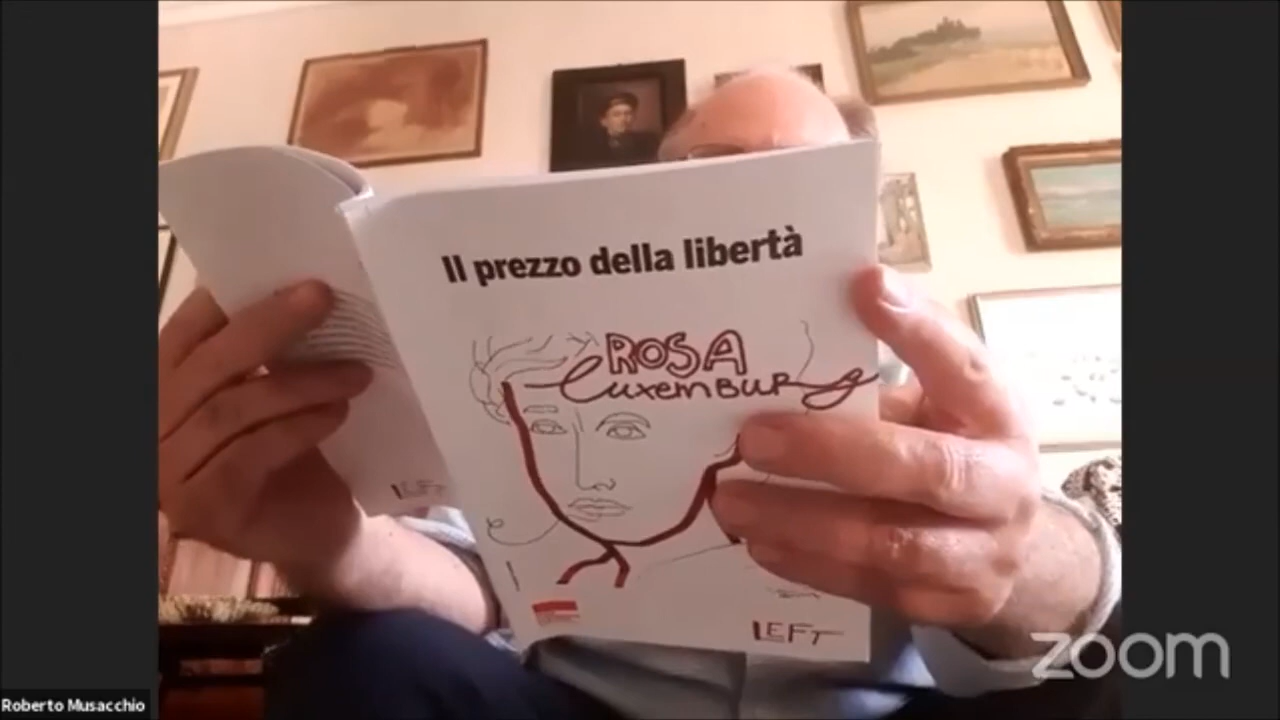 Il prezzo della libertà
ROSA
Luxemburg
LEFT
LEFT
zoom
Roberto Musacchio